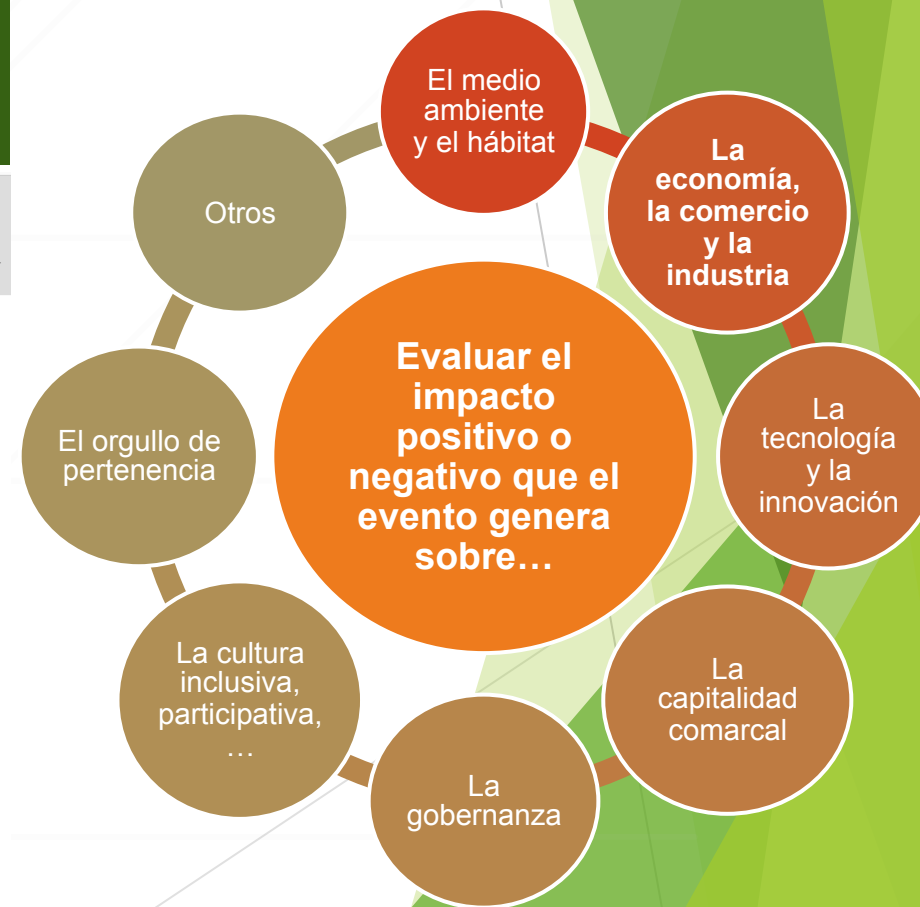 El medio
ambiente
y el hábitat
La
economía,
la comercio
y la
industria
La
tecnología
y la
innovación
La
capitalidad
comarcal
La
gobernanza
La cultura
inclusiva,
participativa,
…
El orgullo de
pertenencia
Otros
Evaluar el
impacto
positivo o
negativo que el
evento genera
sobre…